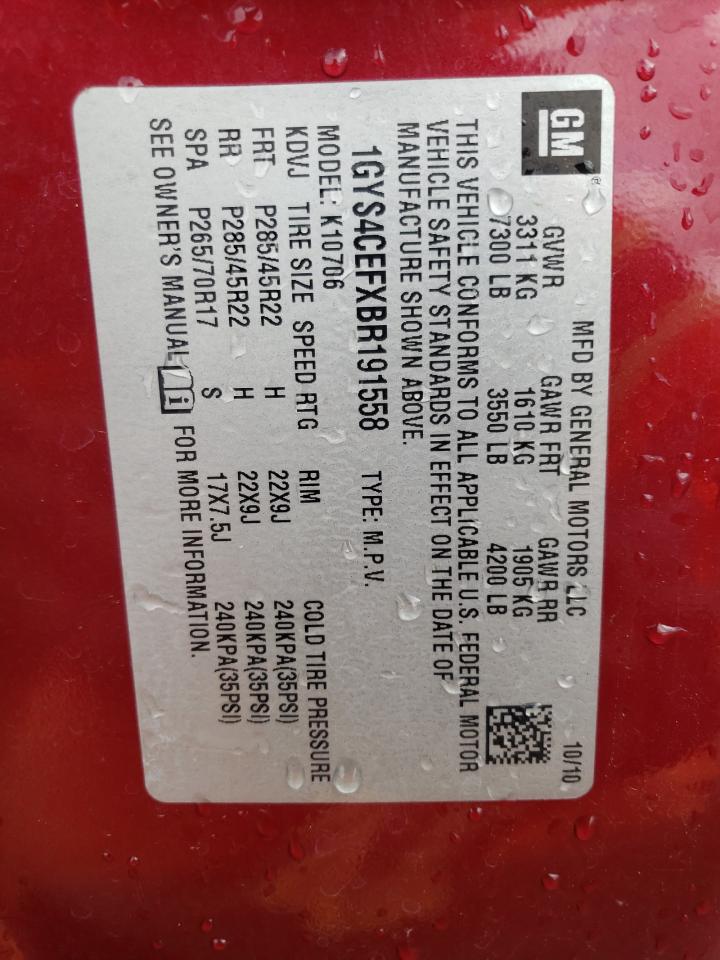 GM ®
MFD BY GENERAL MOTORS LLC 10/10
GVWR GAWR FRT GAWR RR
3311 KG 1610 KG 1905 KG
7300 LB 3550 LB 4200 LB
THIS VEHICLE CONFORMS TO ALL APPLICABLE U.S. FEDERAL MOTOR
VEHICLE SAFETY STANDARDS IN EFFECT ON THE DATE OF
MANUFACTURE SHOWN ABOVE.
1GYS4CEFXBR191558 TYPE: M.P.V.
MODEL: K10706
KDVJ TIRE SIZE SPEED RTG RIM COLD TIRE PRESSURE
FRT P285/45R22 H 22X9J 240KPA(35PSI)
RR P285/45R22 H 22X9J 240KPA(35PSI)
SPA P265/70R17 S 17X7.5J 240KPA(35PSI)
SEE OWNER'S MANUAL i FOR MORE INFORMATION.